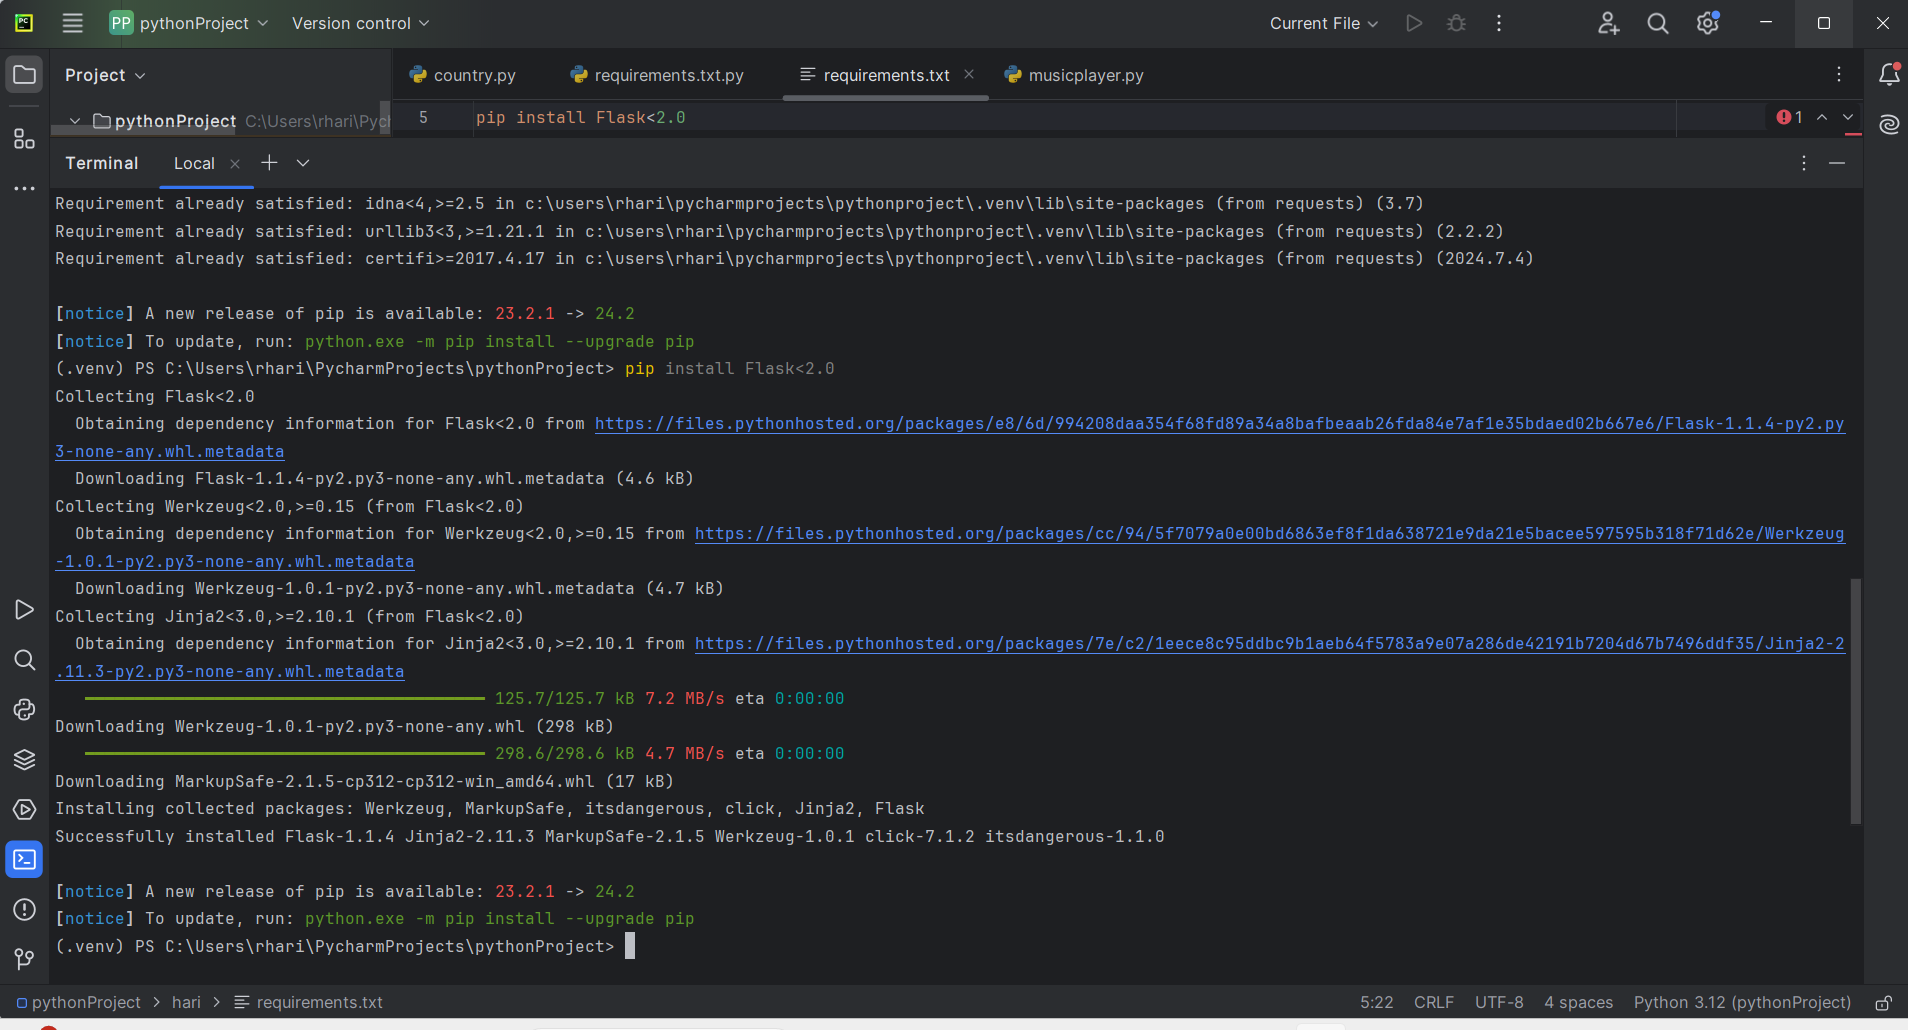 PC
PP pythonProject
Version control
Current File
Project
country.py
requirements.txt.py
requirements.txt
musicplayer.py
pythonProject C:\Users\rhari\Pych
5 pip install Flask<2.0
1
Terminal
Local
Requirement already satisfied: idna<4,>=2.5 in c:\users\rhari\pycharmprojects\pythonproject\.venv\lib\site-packages (from requests) (3.7)
Requirement already satisfied: urllib3<3,>=1.21.1 in c:\users\rhari\pycharmprojects\pythonproject\.venv\lib\site-packages (from requests) (2.2.2)
Requirement already satisfied: certifi>=2017.4.17 in c:\users\rhari\pycharmprojects\pythonproject\.venv\lib\site-packages (from requests) (2024.7.4)
[notice] A new release of pip is available: 23.2.1 -> 24.2
[notice] To update, run: python.exe -m pip install --upgrade pip
(.venv) PS C:\Users\rhari\PycharmProjects\pythonProject> pip install Flask<2.0
Collecting Flask<2.0
Obtaining dependency information for Flask<2.0 from https://files.pythonhosted.org/packages/e8/6d/994208daa354f68fd89a34a8bafbeaab26fda84e7af1e35bdaed02b667e6/Flask-1.1.4-py2.py
3-none-any.whl.metadata
Downloading Flask-1.1.4-py2.py3-none-any.whl.metadata (4.6 kB)
Collecting Werkzeug<2.0,>=0.15 (from Flask<2.0)
Obtaining dependency information for Werkzeug<2.0,>=0.15 from https://files.pythonhosted.org/packages/cc/94/5f7079a0e00bd6863ef8f1da638721e9da21e5bacee597595b318f71d62e/Werkzeug
-1.0.1-py2.py3-none-any.whl.metadata
Downloading Werkzeug-1.0.1-py2.py3-none-any.whl.metadata (4.7 kB)
Collecting Jinja2<3.0,>=2.10.1 (from Flask<2.0)
Obtaining dependency information for Jinja2<3.0,>=2.10.1 from https://files.pythonhosted.org/packages/7e/c2/1eece8c95ddbc9b1aeb64f5783a9e07a286de42191b7204d67b7496ddf35/Jinja2-2
.11.3-py2.py3-none-any.whl.metadata
125.7/125.7 kB 7.2 MB/s eta 0:00:00
Downloading Werkzeug-1.0.1-py2.py3-none-any.whl (298 kB)
298.6/298.6 kB 4.7 MB/s eta 0:00:00
Downloading MarkupSafe-2.1.5-cp312-cp312-win_amd64.whl (17 kB)
Installing collected packages: Werkzeug, MarkupSafe, itsdangerous, click, Jinja2, Flask
Successfully installed Flask-1.1.4 Jinja2-2.11.3 MarkupSafe-2.1.5 Werkzeug-1.0.1 click-7.1.2 itsdangerous-1.1.0
[notice] A new release of pip is available: 23.2.1 -> 24.2
[notice] To update, run: python.exe -m pip install --upgrade pip
(.venv) PS C:\Users\rhari\PycharmProjects\pythonProject>
pythonProject > hari > requirements.txt
5:22 CRLF UTF-8 4 spaces Python 3.12 (pythonProject)